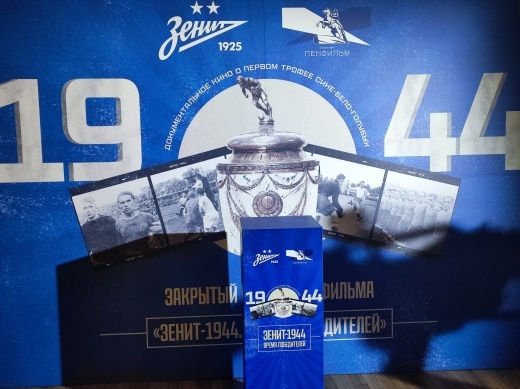 Зенит
1925
ЛЕНФИЛЬМ
ДОКУМЕНТАЛЬНОЕ КИНО О ПЕРВОМ ТРОФЕЕ СИНЕ-БЕЛО-ГОЛУБЫХ
19 44
ЗАКРЫТЫЙ ФИЛЬМА
«ЗЕНИТ-1944. ДИТЕЛЕЙ»
Зенит
1925
ЛЕНФИЛЬМ
19 44
ЗЕНИТ-1944
ВРЕМЯ ПОБЕДИТЕЛЕЙ